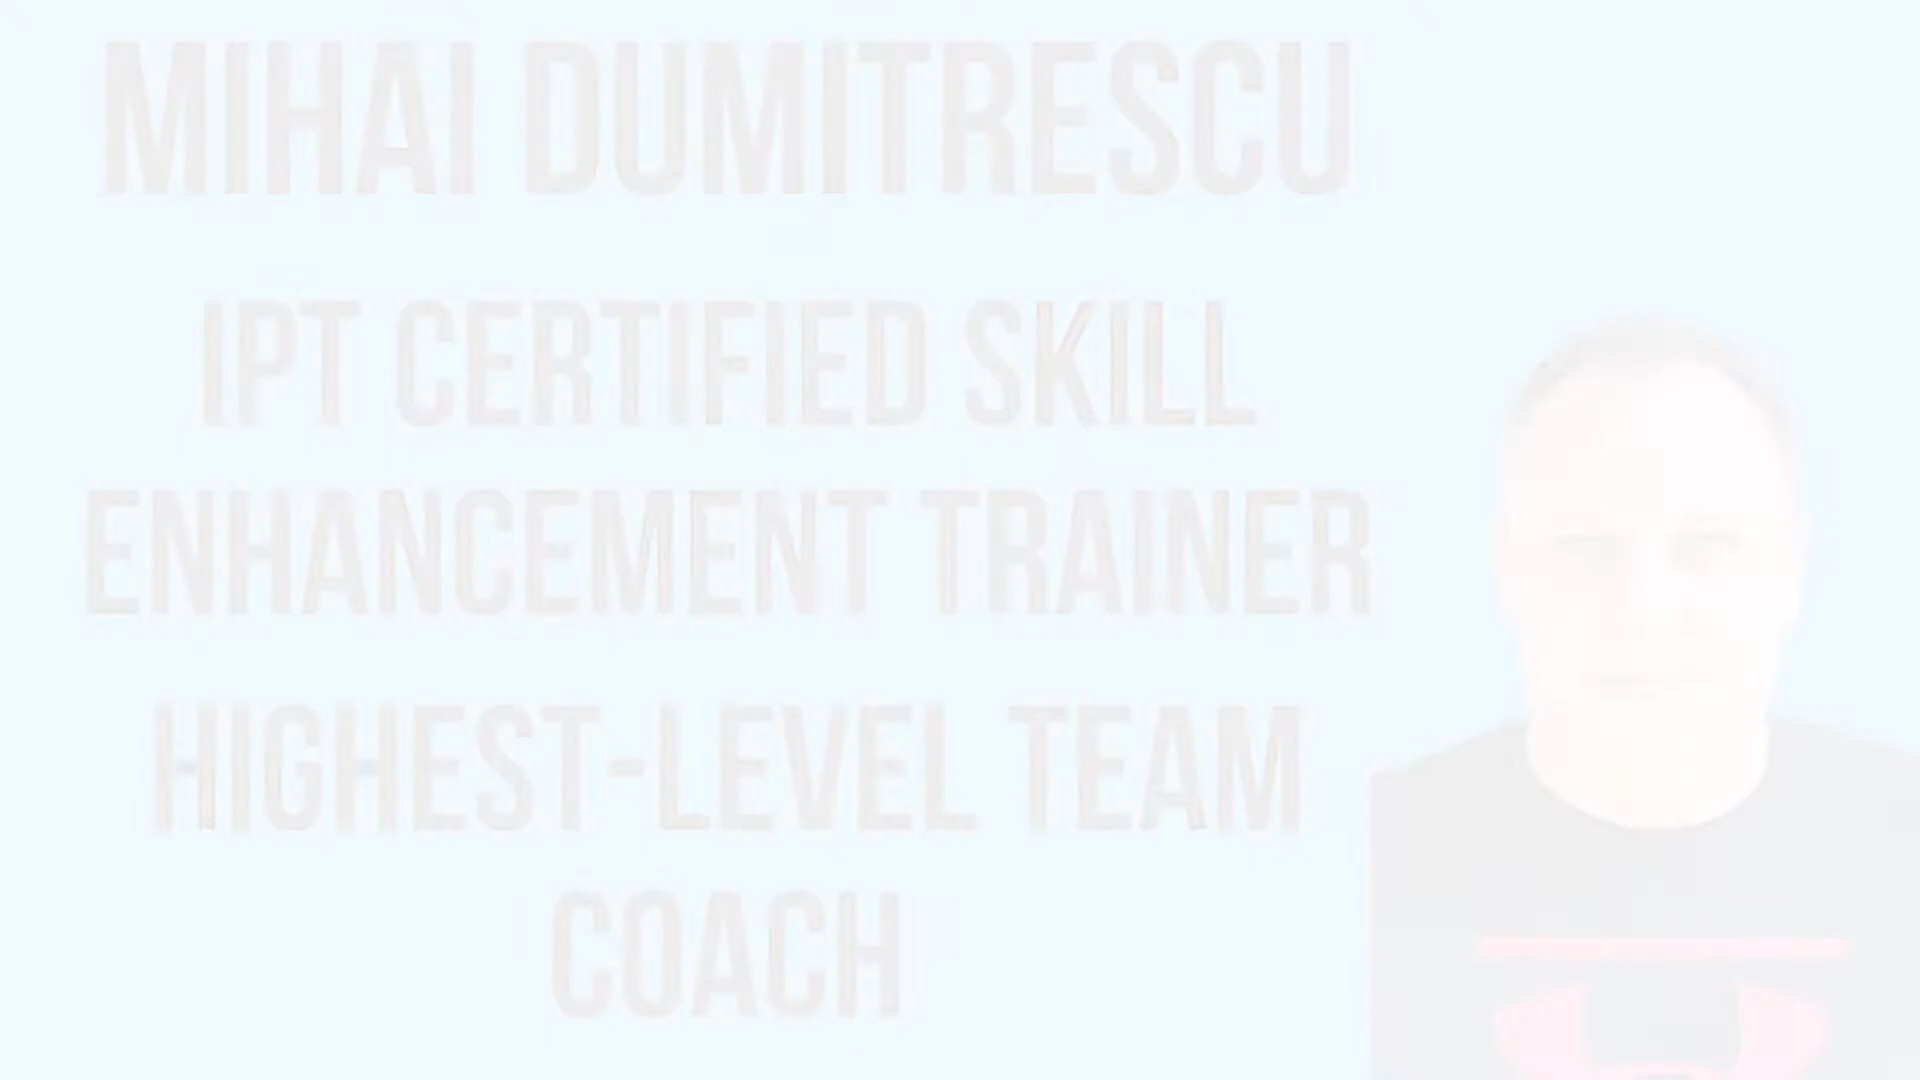 MIHAI DUMITRESCU
IPT CERTIFIED SKILL
ENHANCEMENT TRAINER
HIGHEST-LEVEL TEAM
COACH